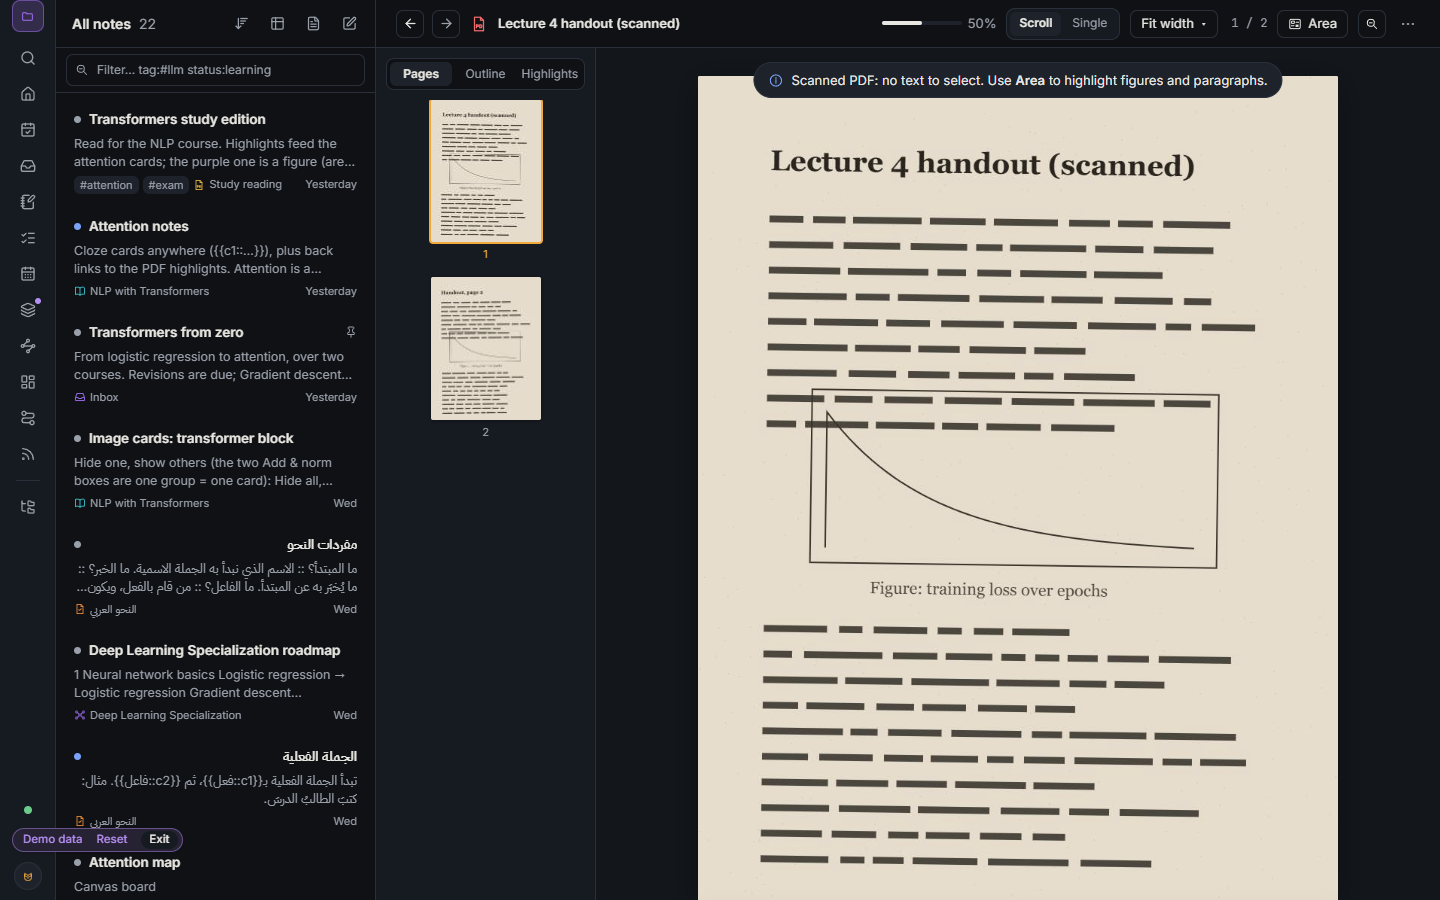 All notes 22
Filter... tag:#llm status:learning
Transformers study edition
Read for the NLP course. Highlights feed the
attention cards; the purple one is a figure (are...
#attention #exam Study reading Yesterday
Attention notes
Cloze cards anywhere ({{c1::...}}), plus back
links to the PDF highlights. Attention is a...
NLP with Transformers Yesterday
Transformers from zero
From logistic regression to attention, over two
courses. Revisions are due; Gradient descent...
Inbox Yesterday
Image cards: transformer block
Hide one, show others (the two Add & norm
boxes are one group = one card): Hide all,...
NLP with Transformers Wed
مفردات النحو
ما المبتدأ؟ :: الاسم الذي نبدأ به الجملة الاسمية. ما الخبر؟ ::
ما يُخبَر به عن المبتدأ. ما الفاعل؟ :: من قام بالفعل، ويكون...
النحو العربي Wed
Deep Learning Specialization roadmap
1 Neural network basics Logistic regression →
Logistic regression Gradient descent...
Deep Learning Specialization Wed
الجملة الفعلية
تبدأ الجملة الفعلية بـ{{c1::فعل}}، ثم {{c2::فاعل}}. مثال:
كتبَ الطالبُ الدرسَ.
النحو العربي Wed
Demo data Reset Exit
Attention map
Canvas board
Lecture 4 handout (scanned)
50% Scroll Single Fit width 1 / 2 Area
Pages Outline Highlights
Lecture 4 handout (scanned)
1
Handout, page 2
2
Scanned PDF: no text to select. Use Area to highlight figures and paragraphs.
Lecture 4 handout (scanned)
Figure: training loss over epochs